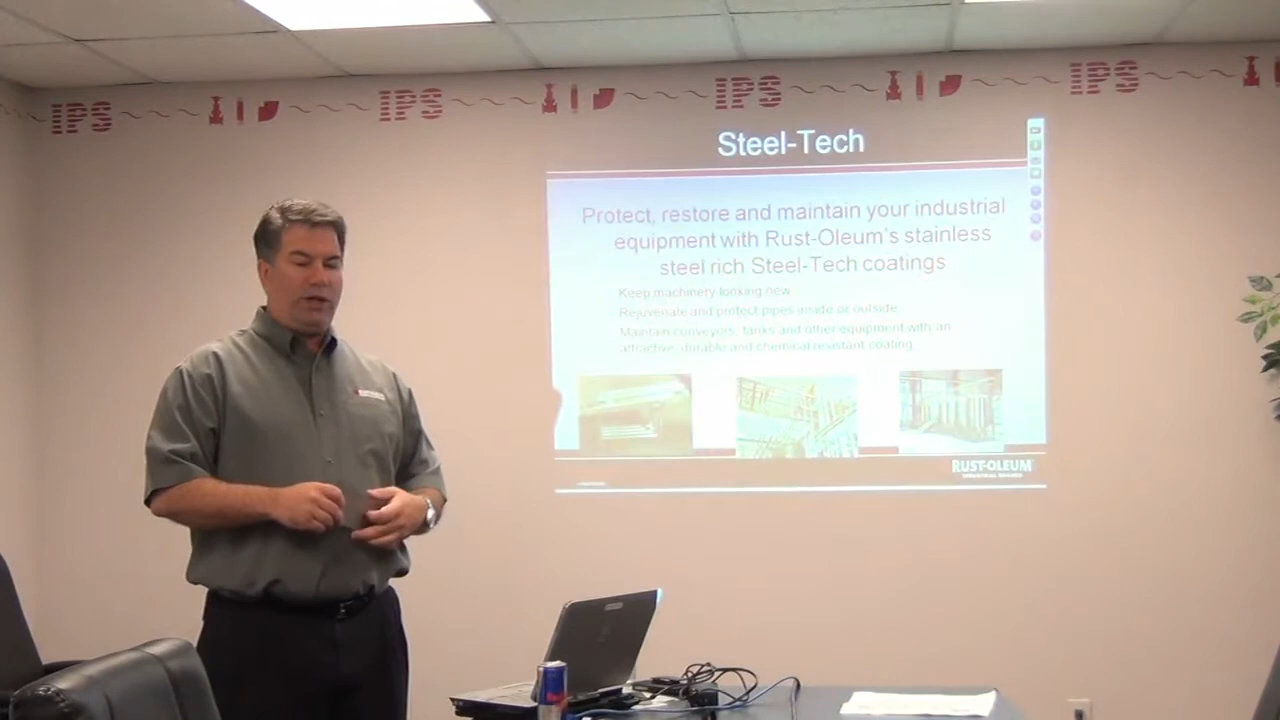 IPS IPS IPS IPS
Steel-Tech
Protect, restore and maintain your industrial
equipment with Rust-Oleum's stainless
steel rich Steel-Tech coatings
Keep machinery looking new
Rejuvenate and protect pipes inside or outside
Maintain conveyors, tanks and other equipment with an
attractive, durable and chemical resistant coating
RUST-OLEUM
INDUSTRIAL BRANDS